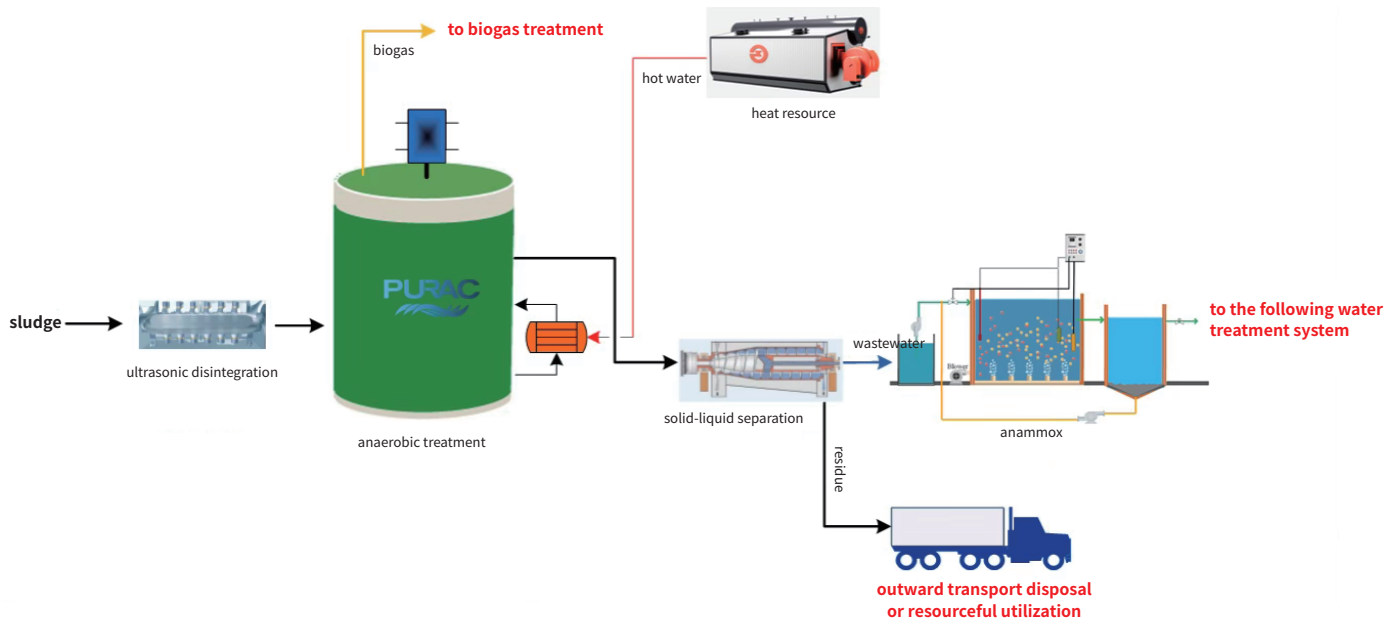 to biogas treatment
biogas
hot water
heat resource
PURAC
sludge
ultrasonic disintegration
anaerobic treatment
solid-liquid separation
wastewater
Blower
anammox
to the following water
treatment system
residue
outward transport disposal
or resourceful utilization